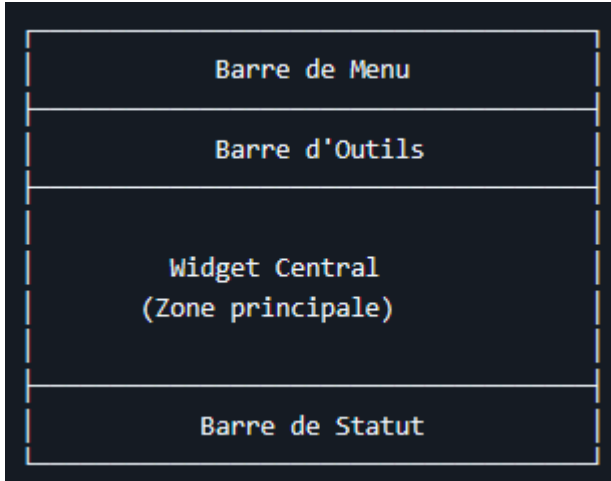 Barre de Menu
Barre d'Outils
Widget Central
(Zone principale)
Barre de Statut